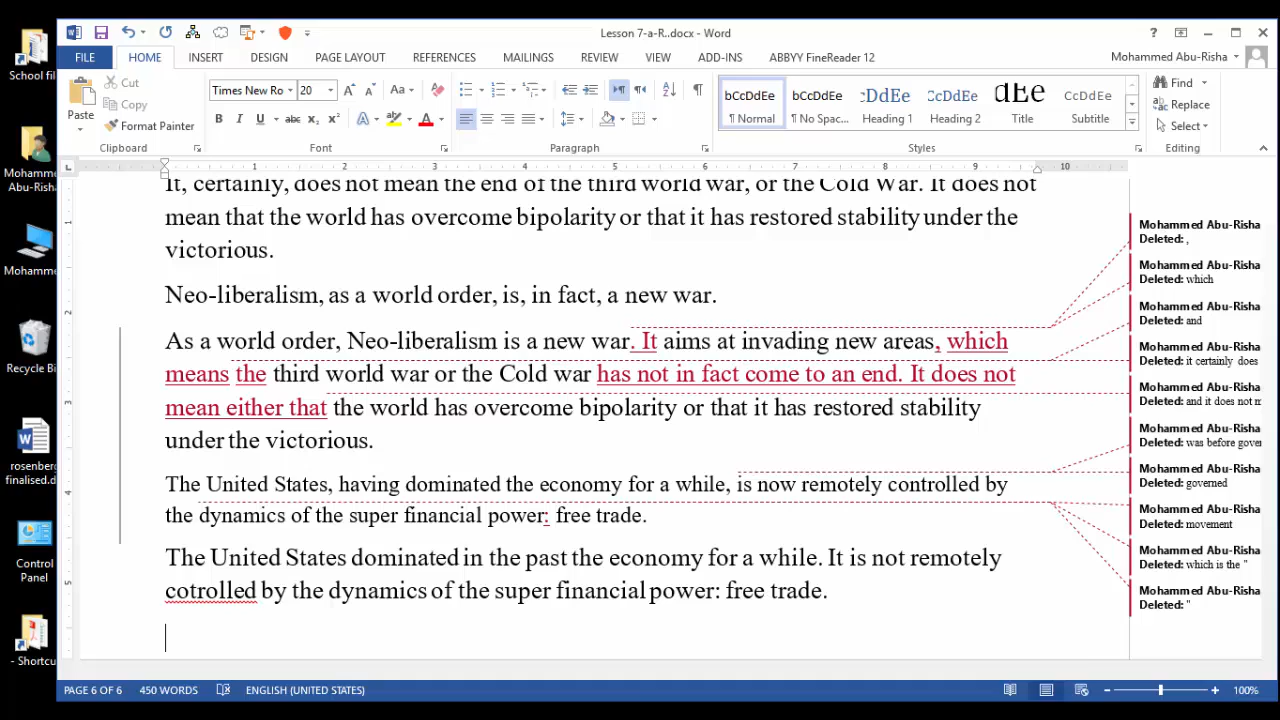 Lesson 7-a-R..docx - Word
FILE HOME INSERT DESIGN PAGE LAYOUT REFERENCES MAILINGS REVIEW VIEW ADD-INS ABBYY FineReader 12 Mohammed Abu-Risha
Paste
Cut
Copy
Format Painter
Times New Ro 20
Clipboard Font Paragraph Styles Editing
bCcDdEe bCcDdEe cDdEe CcDdEe dEe CcDdEe
¶ Normal ¶ No Spac... Heading 1 Heading 2 Title Subtitle
Find
Replace
Select
It, certainly, does not mean the end of the third world war, or the Cold War. It does not
mean that the world has overcome bipolarity or that it has restored stability under the
victorious.
Neo-liberalism, as a world order, is, in fact, a new war.
As a world order, Neo-liberalism is a new war. It aims at invading new areas, which
means the third world war or the Cold war has not in fact come to an end. It does not
mean either that the world has overcome bipolarity or that it has restored stability
under the victorious.
The United States, having dominated the economy for a while, is now remotely controlled by
the dynamics of the super financial power: free trade.
The United States dominated in the past the economy for a while. It is not remotely
cotrolled by the dynamics of the super financial power: free trade.
Mohammed Abu-Risha
Deleted: ,
Mohammed Abu-Risha
Deleted: which
Mohammed Abu-Risha
Deleted: and
Mohammed Abu-Risha
Deleted: it certainly does
Mohammed Abu-Risha
Deleted: and it does not m
Mohammed Abu-Risha
Deleted: was before gover
Mohammed Abu-Risha
Deleted: governed
Mohammed Abu-Risha
Deleted: movement
Mohammed Abu-Risha
Deleted: which is the "
Mohammed Abu-Risha
Deleted: "
School fil
Mohamm
Abu-Risha
Mohamme
Recycle Bi
rosenberg
finalised.d
Control
Panel
- Shortcu
PAGE 6 OF 6 450 WORDS ENGLISH (UNITED STATES) 100%